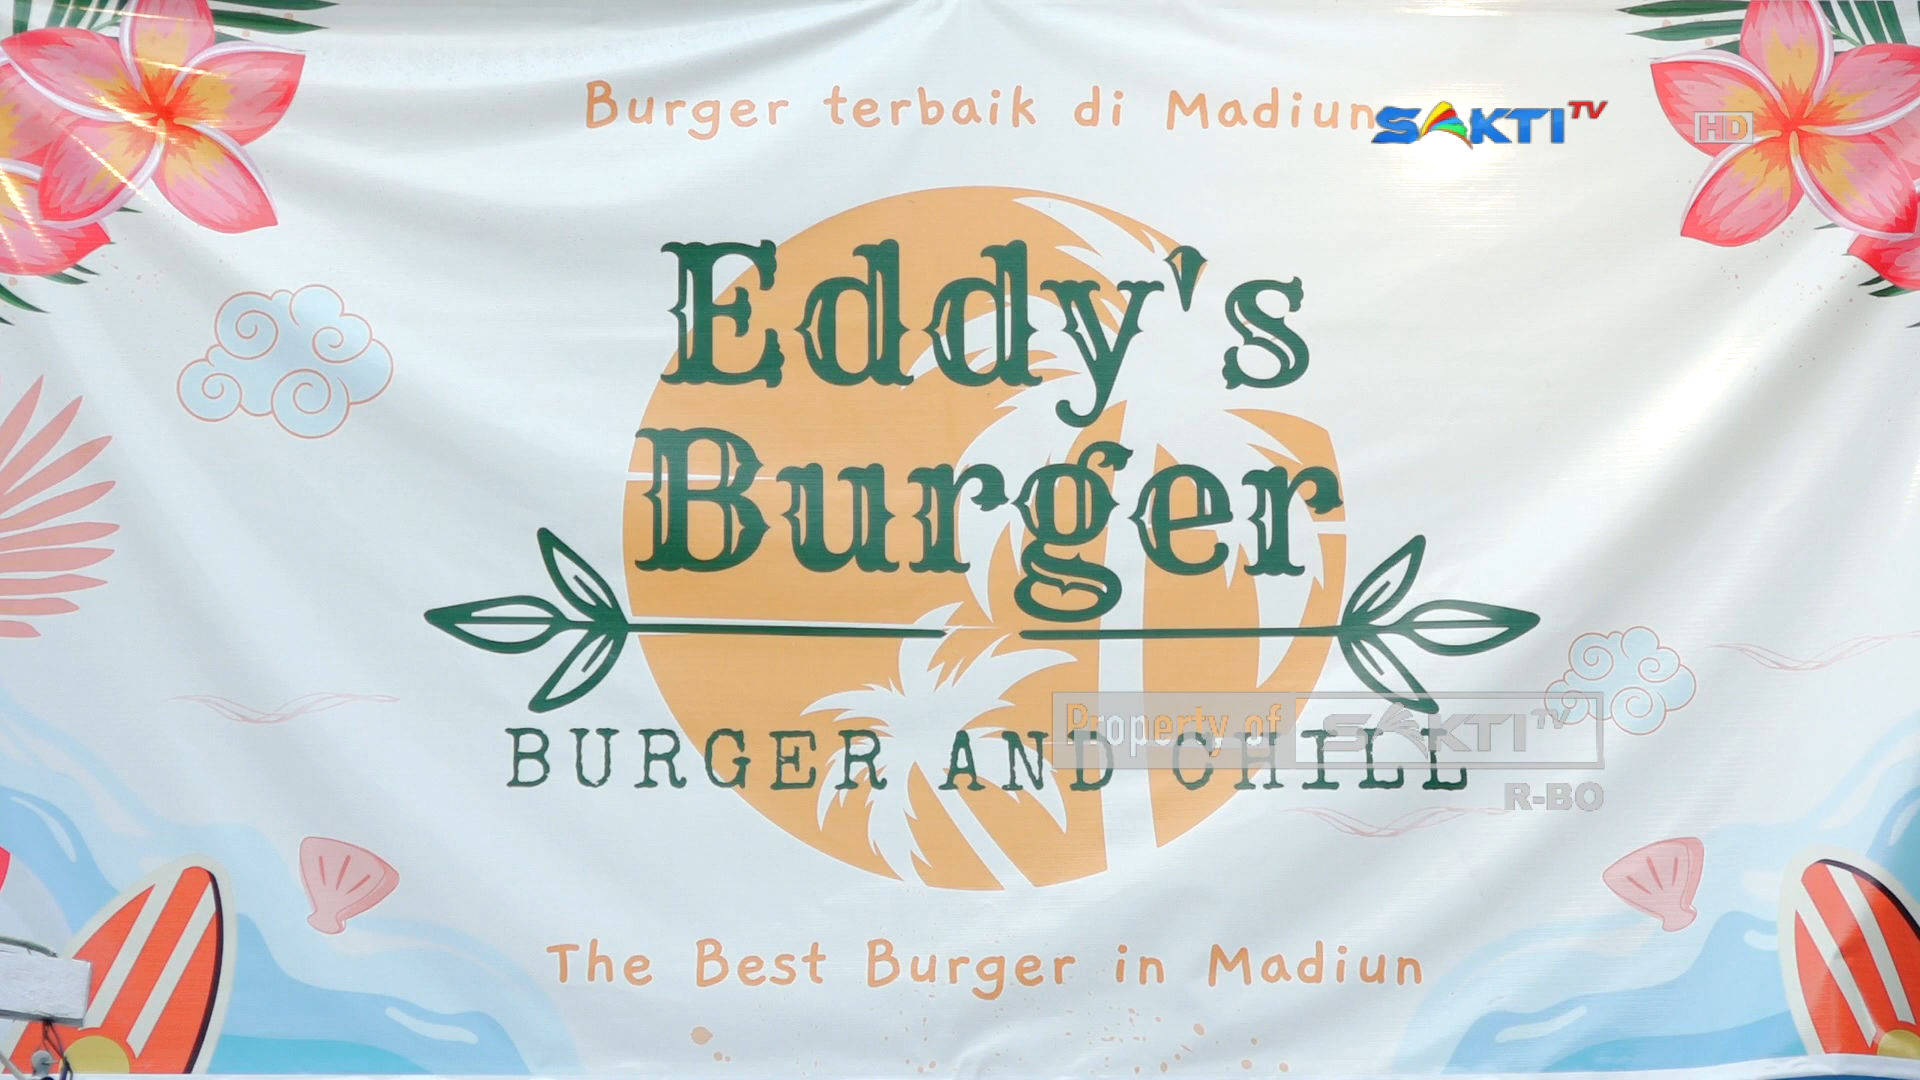 Burger terbaik di Madiun
SAKTI TV
HD
Eddy's
Burger
BURGER AND CHILL
Property of SAKTI TV
R-BO
The Best Burger in Madiun